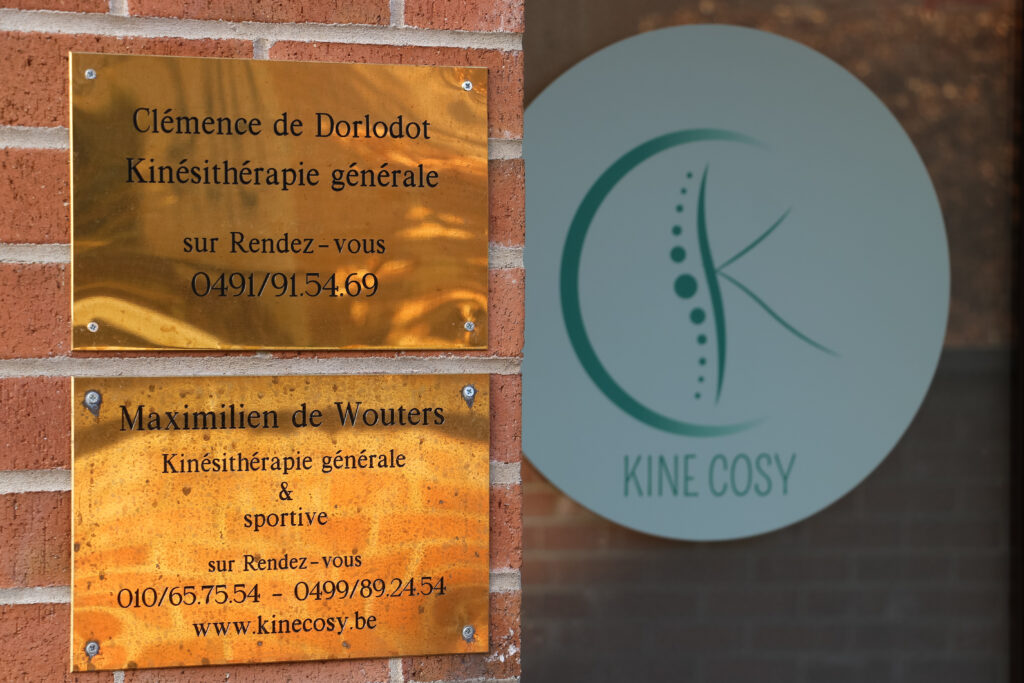 Clémence de Dorlodot
Kinésithérapie générale
sur Rendez-vous
0491/91.54.69
Maximilien de Wouters
Kinésithérapie générale
&
sportive
sur Rendez-vous
010/65.75.54 - 0499/89.24.54
www.kinecosy.be
K
KINE COSY